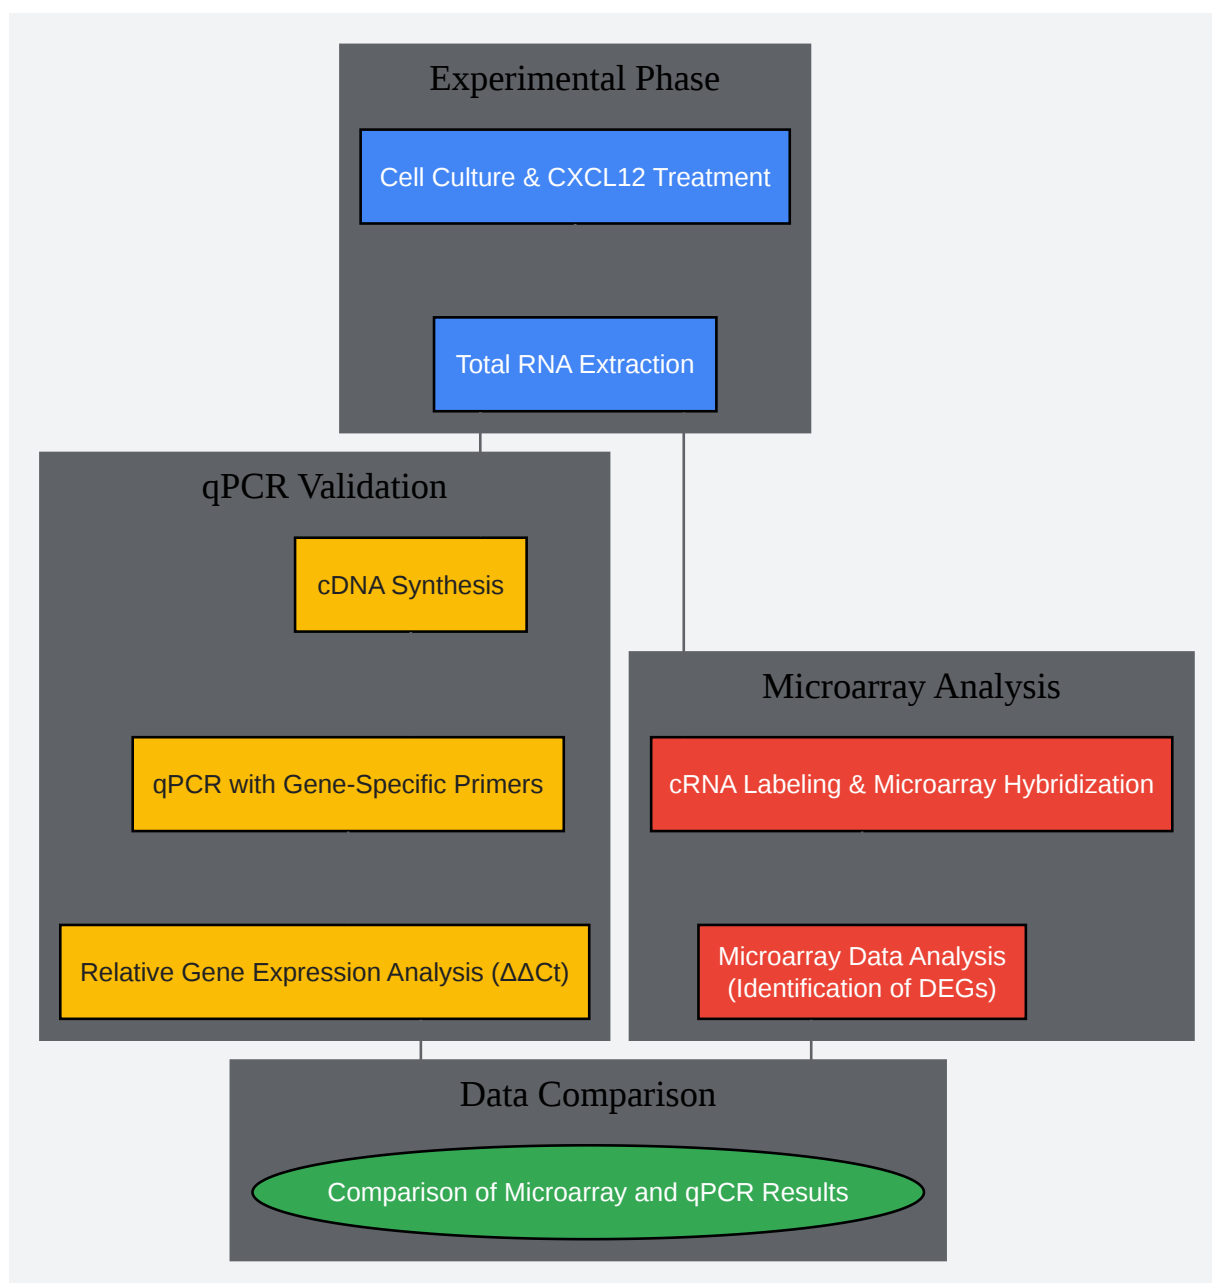 Experimental Phase
Cell Culture & CXCL12 Treatment
Total RNA Extraction
qPCR Validation
cDNA Synthesis
qPCR with Gene-Specific Primers
Relative Gene Expression Analysis (ΔΔCt)
Microarray Analysis
cRNA Labeling & Microarray Hybridization
Microarray Data Analysis
(Identification of DEGs)
Data Comparison
Comparison of Microarray and qPCR Results